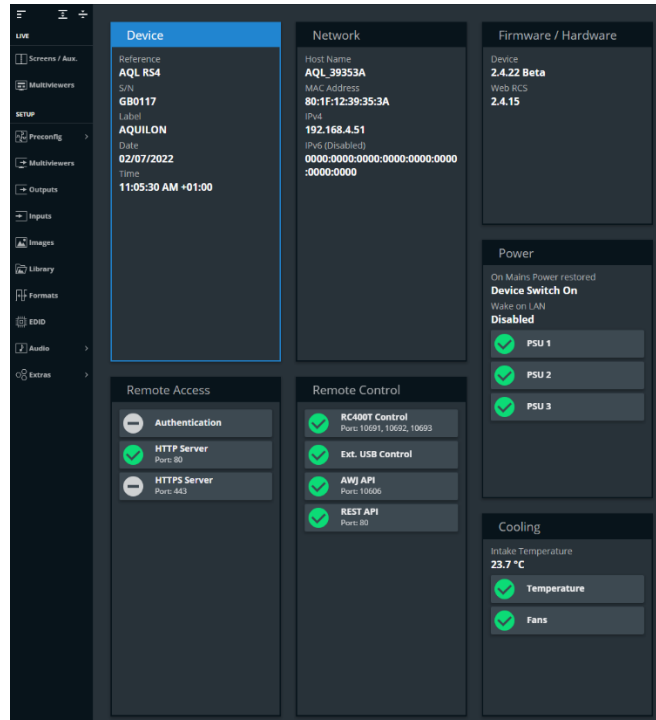 LIVE
Screens / Aux.
Multiviewers
SETUP
Preconfig
Multiviewers
Outputs
Inputs
Images
Library
Formats
EDID
Audio
Extras
Device
Reference
AQL RS4
S/N
GB0117
Label
AQUILON
Date
02/07/2022
Time
11:05:30 AM +01:00
Network
Host Name
AQL_39353A
MAC Address
80:1F:12:39:35:3A
IPv4
192.168.4.51
IPv6 (Disabled)
0000:0000:0000:0000:0000:0000
:0000:0000
Firmware / Hardware
Device
2.4.22 Beta
Web RCS
2.4.15
Power
On Mains Power restored
Device Switch On
Wake on LAN
Disabled
PSU 1
PSU 2
PSU 3
Remote Access
Authentication
HTTP Server
Port: 80
HTTPS Server
Port: 443
Remote Control
RC400T Control
Port: 10691, 10692, 10693
Ext. USB Control
AWJ API
Port: 10606
REST API
Port: 80
Cooling
Intake Temperature
23.7 °C
Temperature
Fans